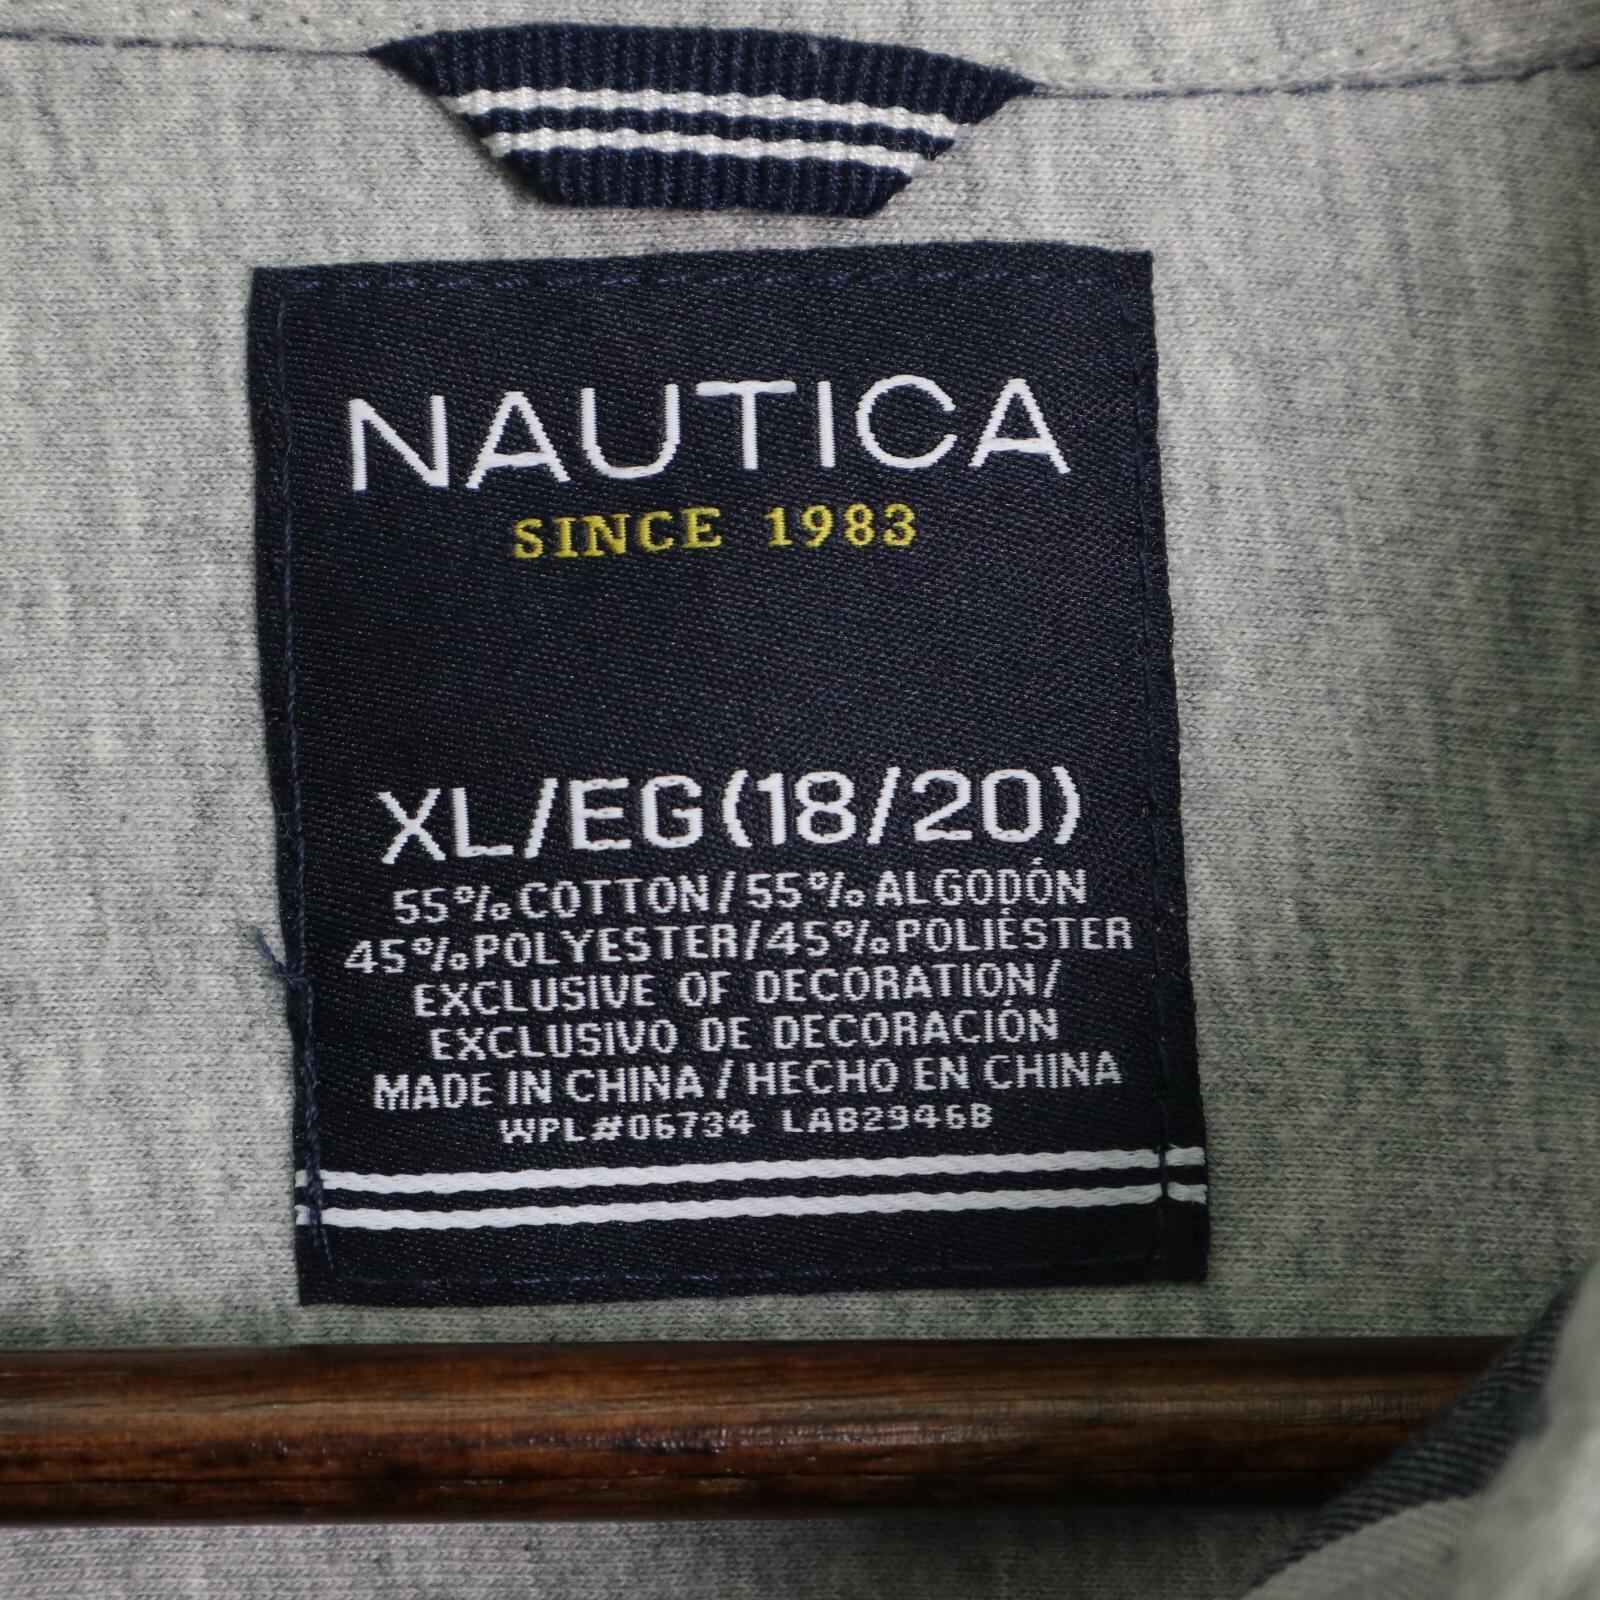 NAUTICA
SINCE 1983
XL/EG(18/20)
55% COTTON/55% ALGODÓN
45% POLYESTER/45% POLIÉSTER
EXCLUSIVE OF DECORATION/
EXCLUSIVO DE DECORACIÓN
MADE IN CHINA / HECHO EN CHINA
WPL#06734 LAB2946B